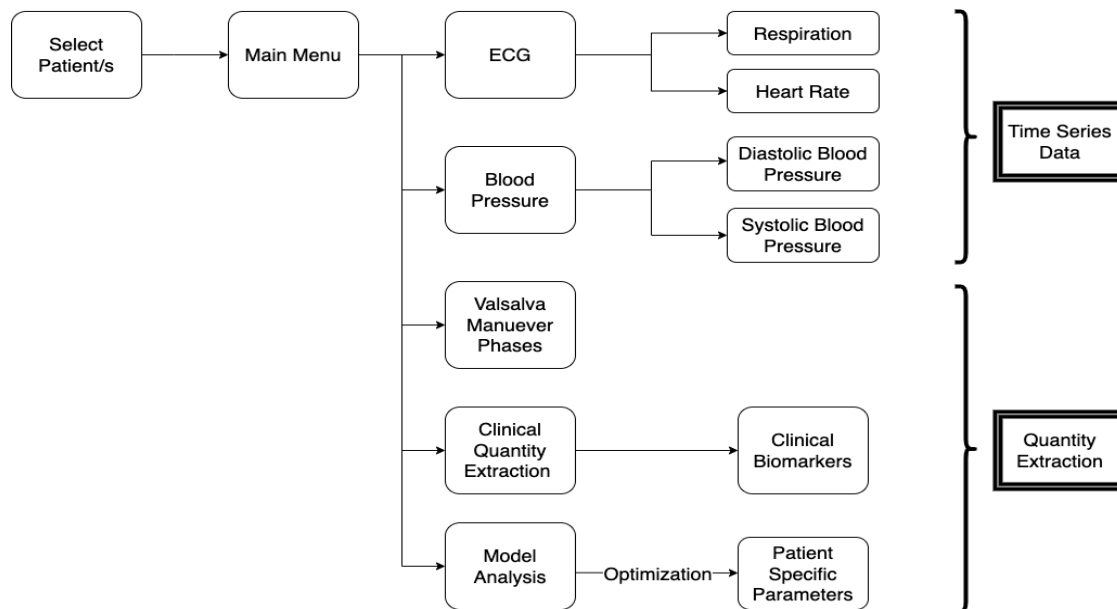 Select
Patient/s
Main Menu
ECG
Respiration
Heart Rate
Time Series
Data
Blood
Pressure
Diastolic Blood
Pressure
Systolic Blood
Pressure
Valsalva
Manuever
Phases
Clinical
Quantity
Extraction
Clinical
Biomarkers
Quantity
Extraction
Model
Analysis
Optimization
Patient
Specific
Parameters